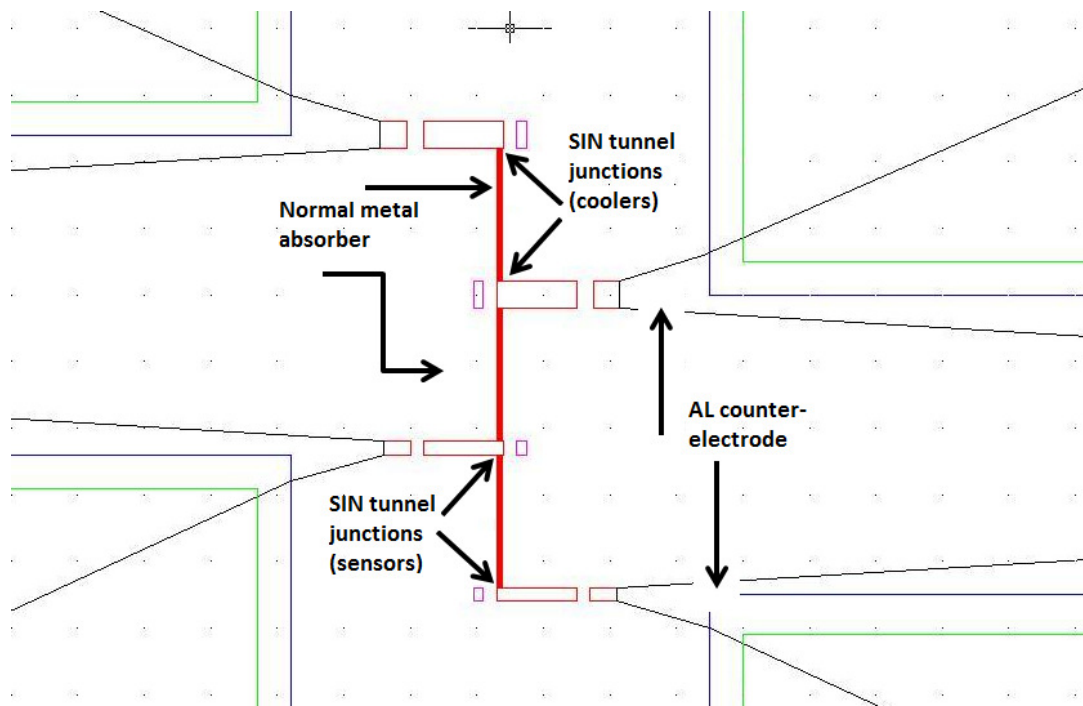 SIN tunnel
junctions
(coolers)
Normal metal
absorber
AL counter-
electrode
SIN tunnel
junctions
(sensors)